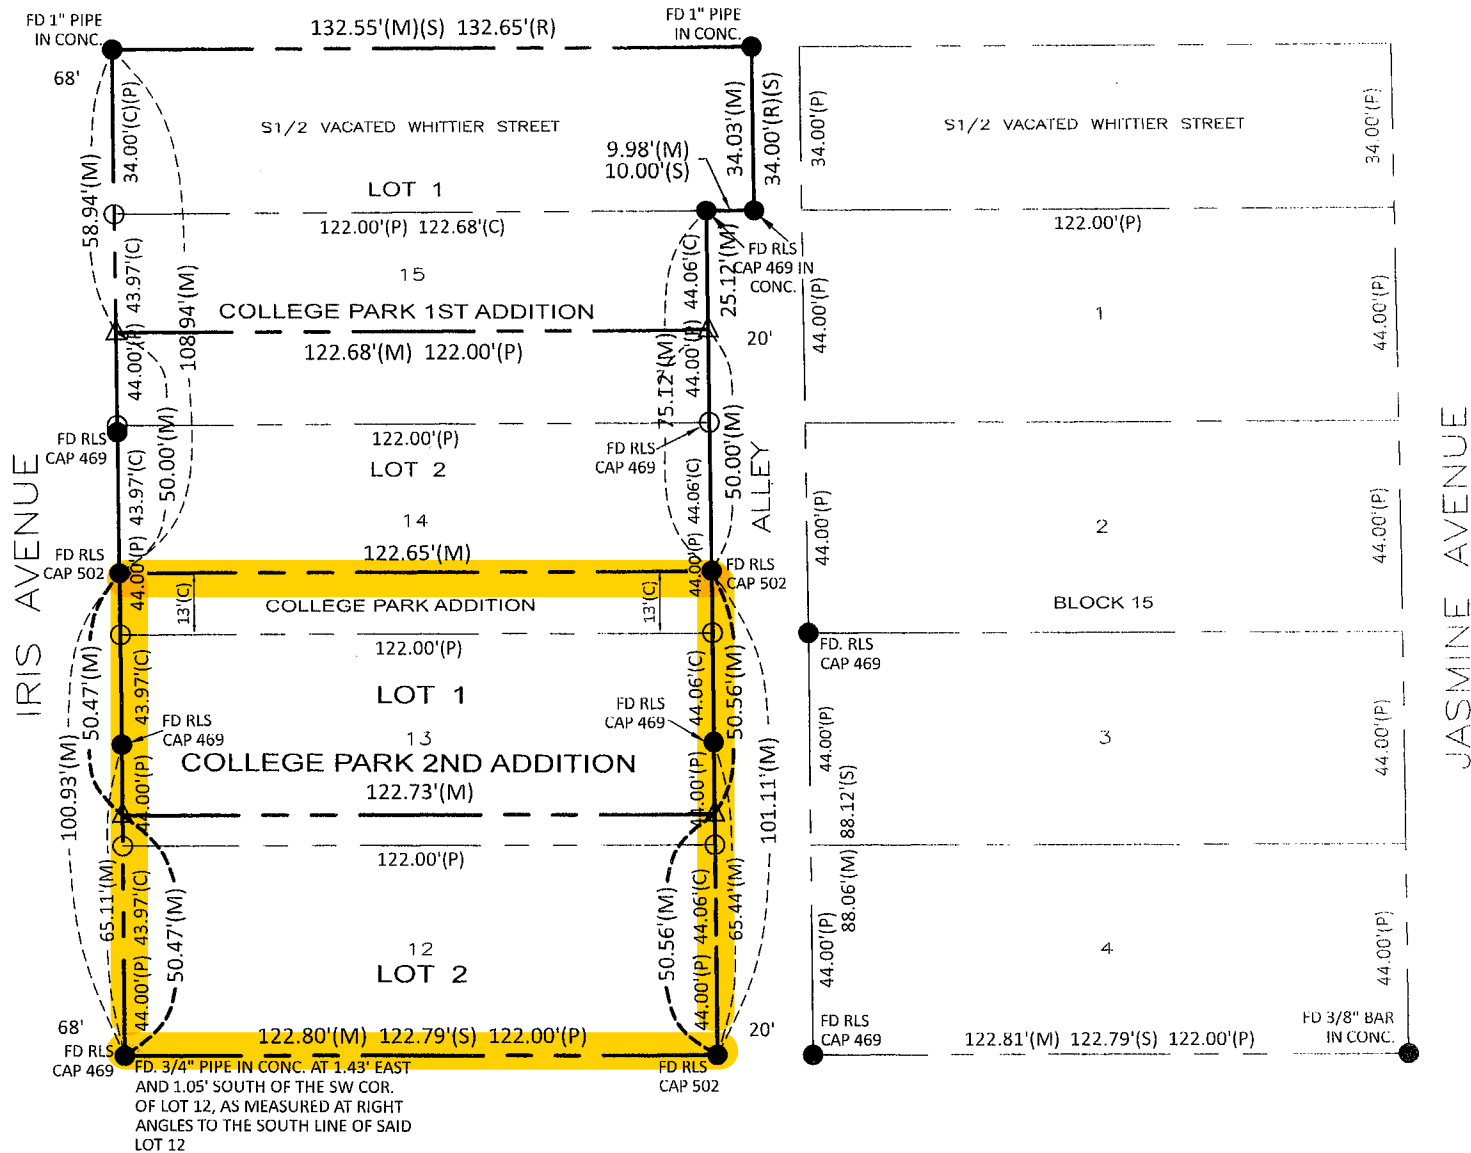 FD 1" PIPE
IN CONC.
132.55'(M)(S) 132.65'(R)
FD 1" PIPE
IN CONC.
68'
34.00'(C)(P)
S1/2 VACATED WHITTIER STREET
34.03'(M)
34.00'(R)(S)
34.00'(P)
S1/2 VACATED WHITTIER STREET
34.00'(P)
9.98'(M)
10.00'(S)
58.94'(M)
LOT 1
122.00'(P) 122.68'(C)
122.00'(P)
FD RLS
CAP 469 IN
CONC.
43.97'(C)
108.94'(M)
15
44.06'(C)
25.12'(M)
COLLEGE PARK 1ST ADDITION
44.00'(P)
1
44.00'(P)
20'
122.68'(M) 122.00'(P)
44.00'(P)
75.12'(M)
44.00'(P)
50.00'(M)
122.00'(P)
FD RLS
CAP 469
FD RLS
CAP 469
LOT 2
50.00'(M)
ALLEY
43.97'(C)
44.06'(C)
14
44.00'(P)
2
44.00'(P)
IRIS AVENUE
JASMINE AVENUE
122.65'(M)
FD RLS
CAP 502
FD RLS
CAP 502
44.00'(P)
44.00'(P)
13'(C)
COLLEGE PARK ADDITION
13'(C)
BLOCK 15
122.00'(P)
FD. RLS
CAP 469
50.47'(M)
43.97'(C)
LOT 1
44.06'(C)
50.56'(M)
FD RLS
CAP 469
FD RLS
CAP 469
13
3
COLLEGE PARK 2ND ADDITION
44.00'(P)
44.00'(P)
122.73'(M)
100.93'(M)
44.00'(P)
44.00'(P)
101.11'(M)
88.06'(M) 88.12'(S)
122.00'(P)
65.11'(M)
43.97'(C)
50.47'(M)
50.56'(M)
44.06'(C)
65.44'(M)
12
LOT 2
4
44.00'(P)
44.00'(P)
44.00'(P)
44.00'(P)
68'
122.80'(M) 122.79'(S) 122.00'(P)
20'
FD RLS
CAP 469
FD RLS
CAP 502
FD RLS
CAP 469
122.81'(M) 122.79'(S) 122.00'(P)
FD 3/8" BAR
IN CONC.
FD. 3/4" PIPE IN CONC. AT 1.43' EAST
AND 1.05' SOUTH OF THE SW COR.
OF LOT 12, AS MEASURED AT RIGHT
ANGLES TO THE SOUTH LINE OF SAID
LOT 12